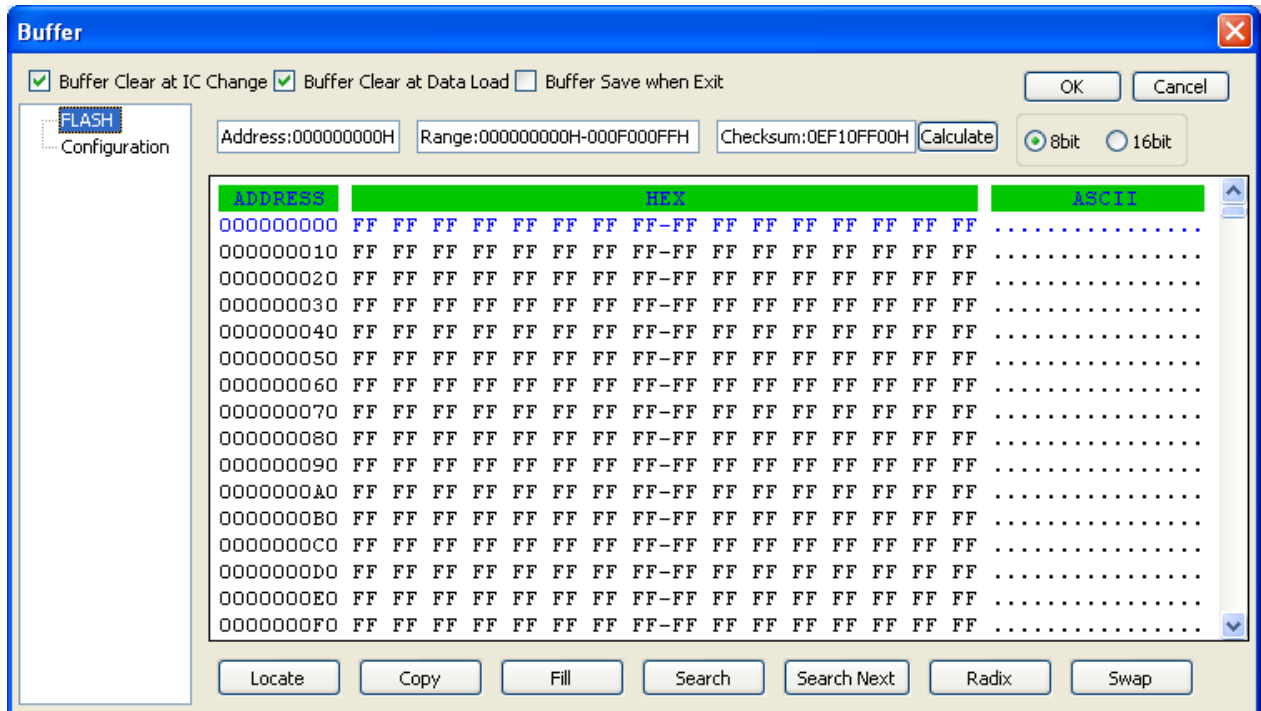 Buffer
Buffer Clear at IC Change Buffer Clear at Data Load Buffer Save when Exit OK Cancel
FLASH
Configuration
Address:000000000H Range:000000000H-000F000FFH Checksum:0EF10FF00H Calculate 8bit 16bit
ADDRESS HEX ASCII
000000000 FF FF FF FF FF FF FF FF-FF FF FF FF FF FF FF FF ................
000000010 FF FF FF FF FF FF FF FF-FF FF FF FF FF FF FF FF ................
000000020 FF FF FF FF FF FF FF FF-FF FF FF FF FF FF FF FF ................
000000030 FF FF FF FF FF FF FF FF-FF FF FF FF FF FF FF FF ................
000000040 FF FF FF FF FF FF FF FF-FF FF FF FF FF FF FF FF ................
000000050 FF FF FF FF FF FF FF FF-FF FF FF FF FF FF FF FF ................
000000060 FF FF FF FF FF FF FF FF-FF FF FF FF FF FF FF FF ................
000000070 FF FF FF FF FF FF FF FF-FF FF FF FF FF FF FF FF ................
000000080 FF FF FF FF FF FF FF FF-FF FF FF FF FF FF FF FF ................
000000090 FF FF FF FF FF FF FF FF-FF FF FF FF FF FF FF FF ................
0000000A0 FF FF FF FF FF FF FF FF-FF FF FF FF FF FF FF FF ................
0000000B0 FF FF FF FF FF FF FF FF-FF FF FF FF FF FF FF FF ................
0000000C0 FF FF FF FF FF FF FF FF-FF FF FF FF FF FF FF FF ................
0000000D0 FF FF FF FF FF FF FF FF-FF FF FF FF FF FF FF FF ................
0000000E0 FF FF FF FF FF FF FF FF-FF FF FF FF FF FF FF FF ................
0000000F0 FF FF FF FF FF FF FF FF-FF FF FF FF FF FF FF FF ................
Locate Copy Fill Search Search Next Radix Swap